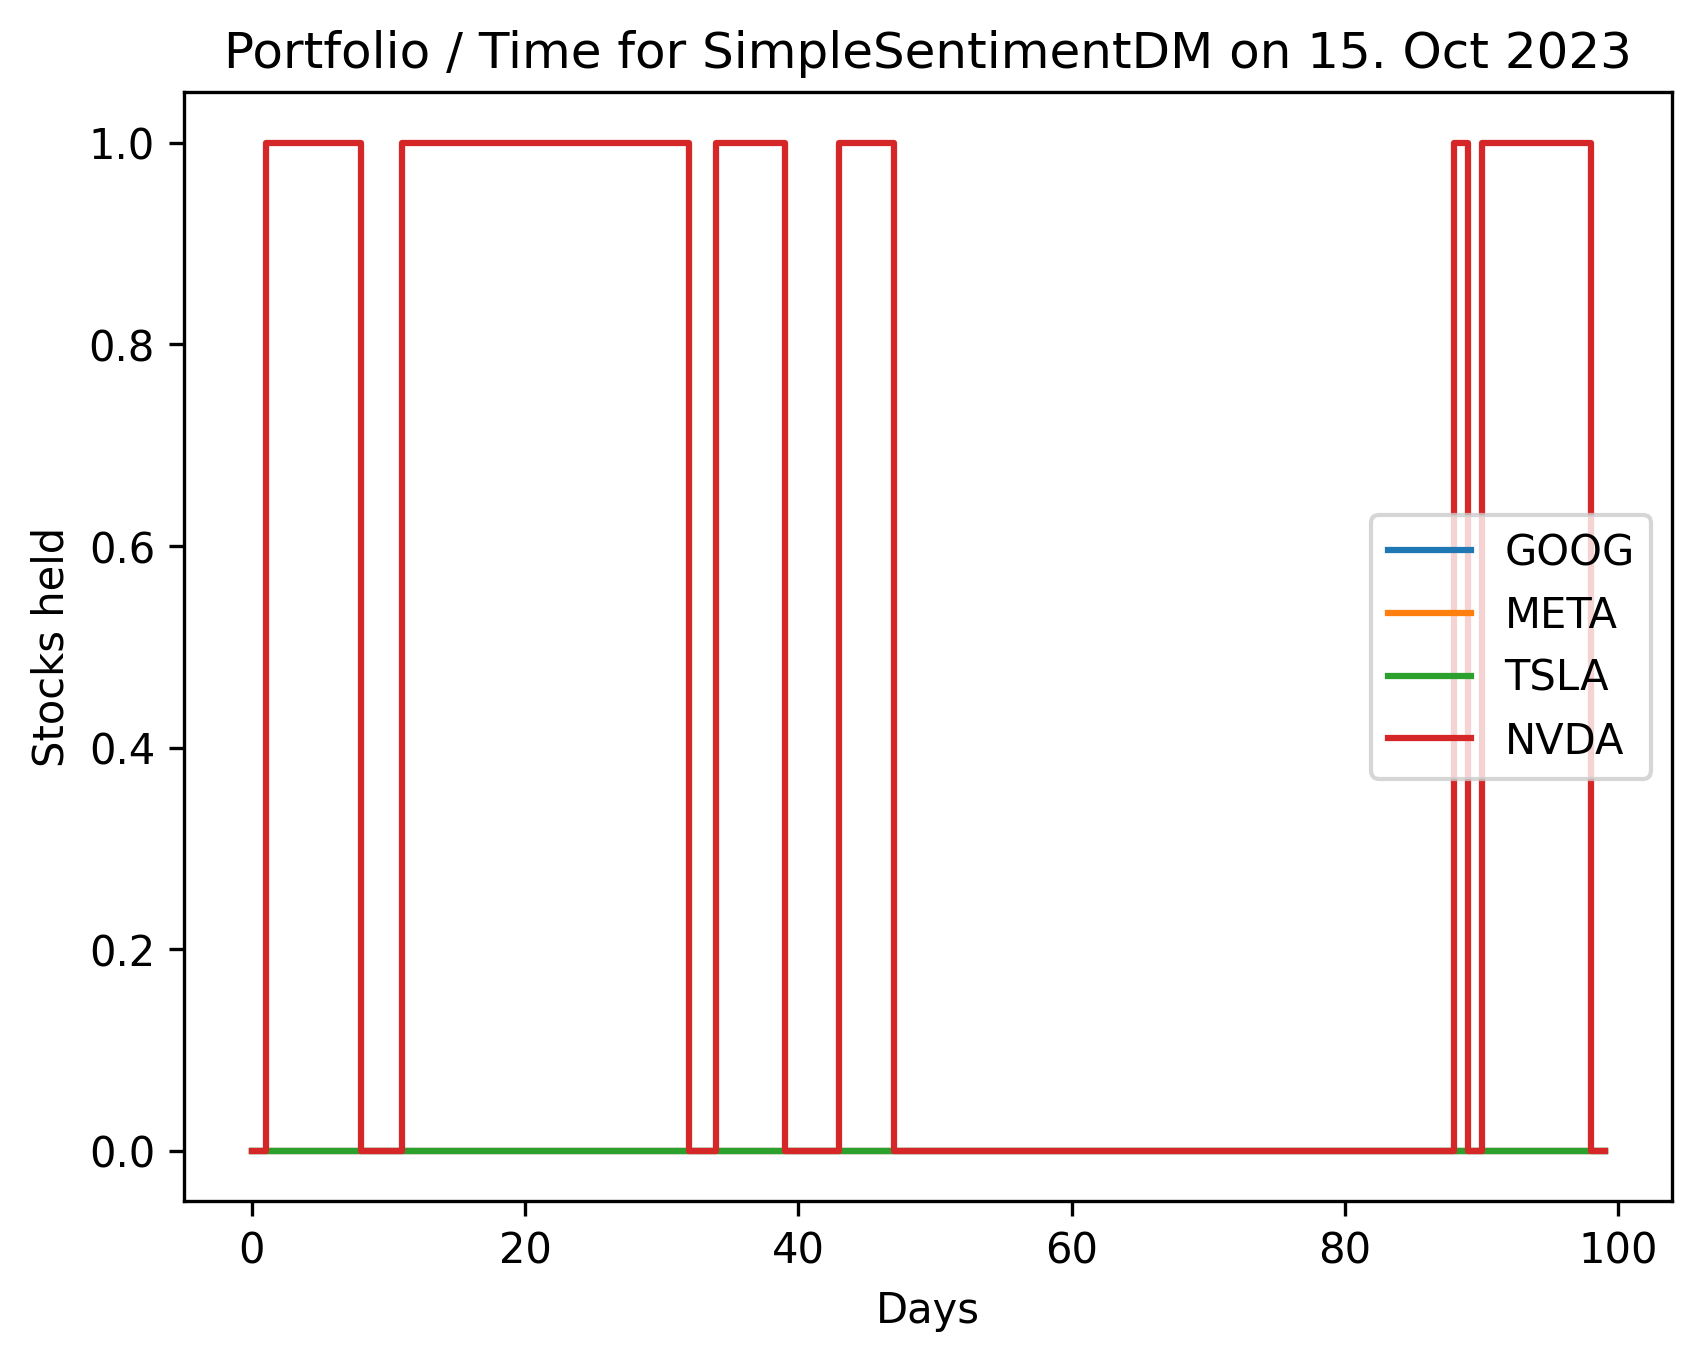 Portfolio / Time for SimpleSentimentDM on 15. Oct 2023
1.0
0.8
0.6
0.4
0.2
0.0
Stocks held
GOOG
META
TSLA
NVDA
0 20 40 60 80 100
Days